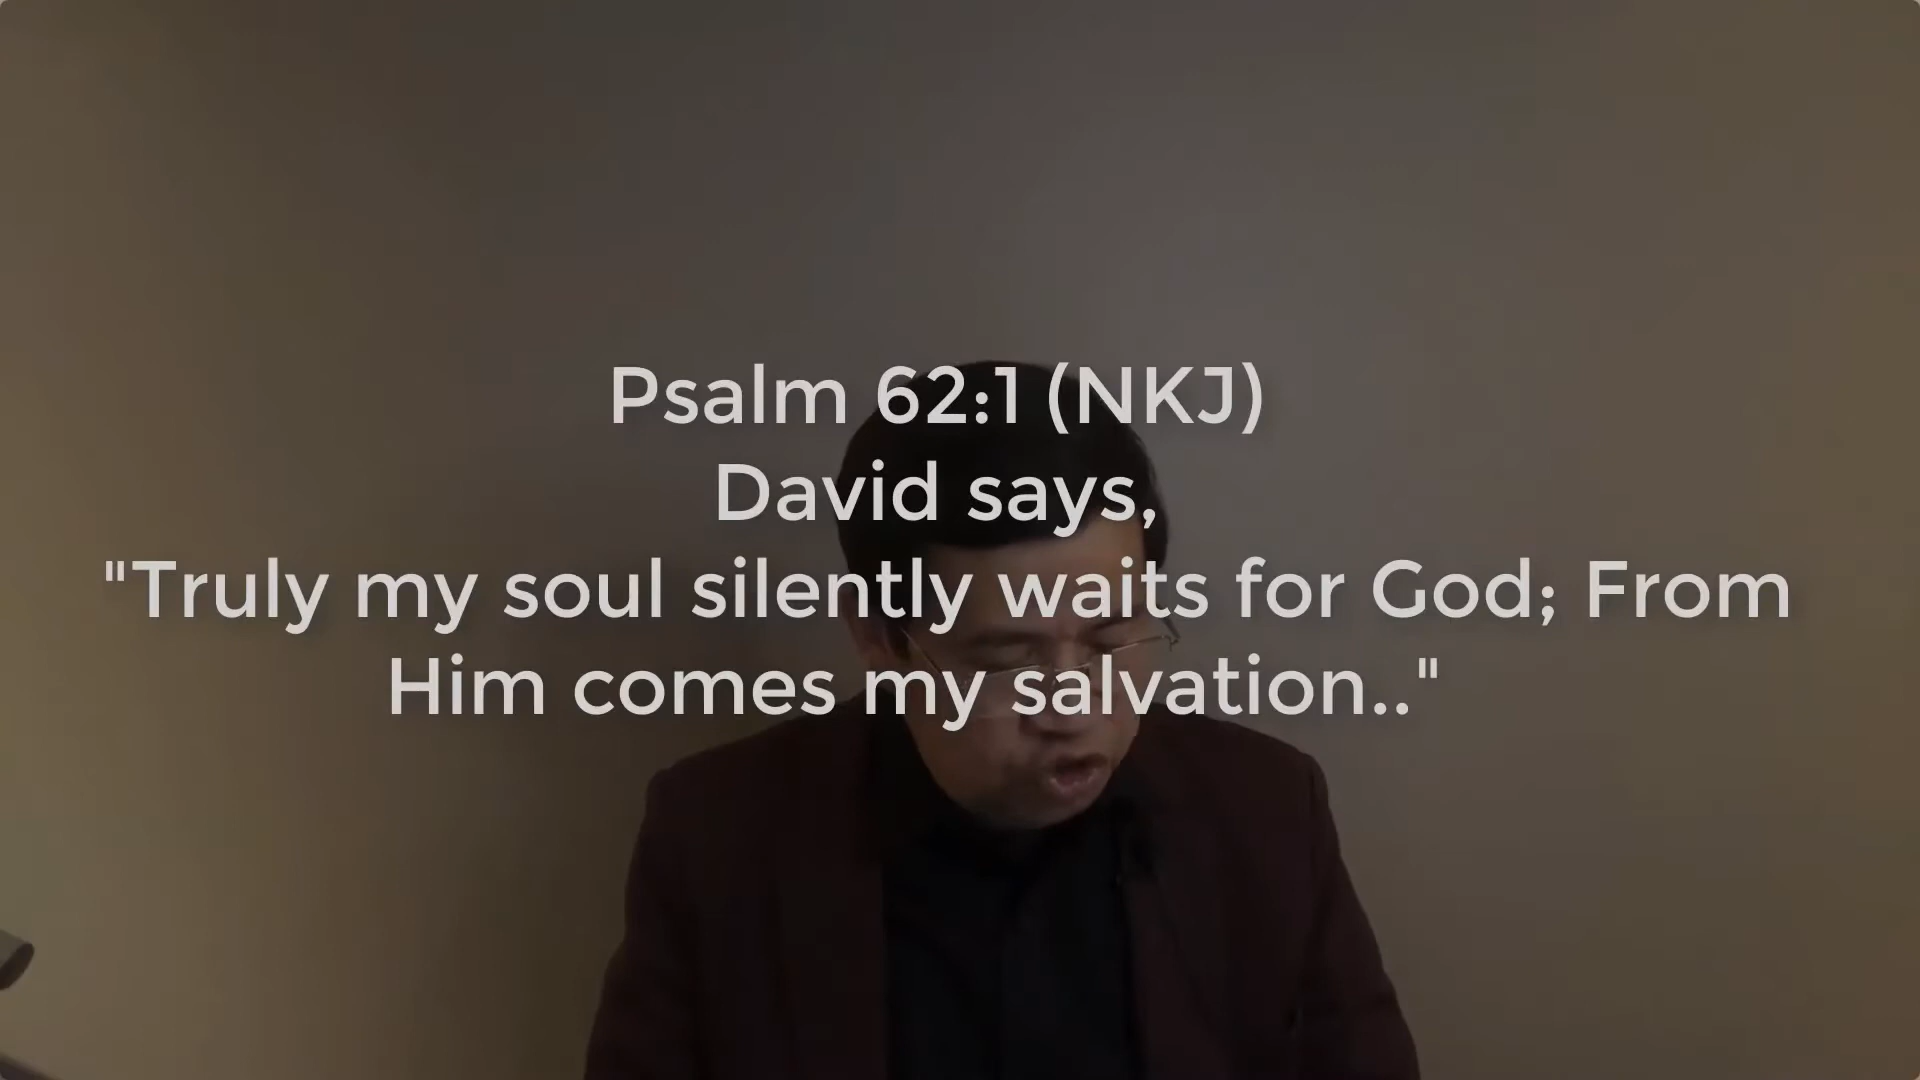 Psalm 62:1 (NKJ)
David says,
"Truly my soul silently waits for God; From
Him comes my salvation.."